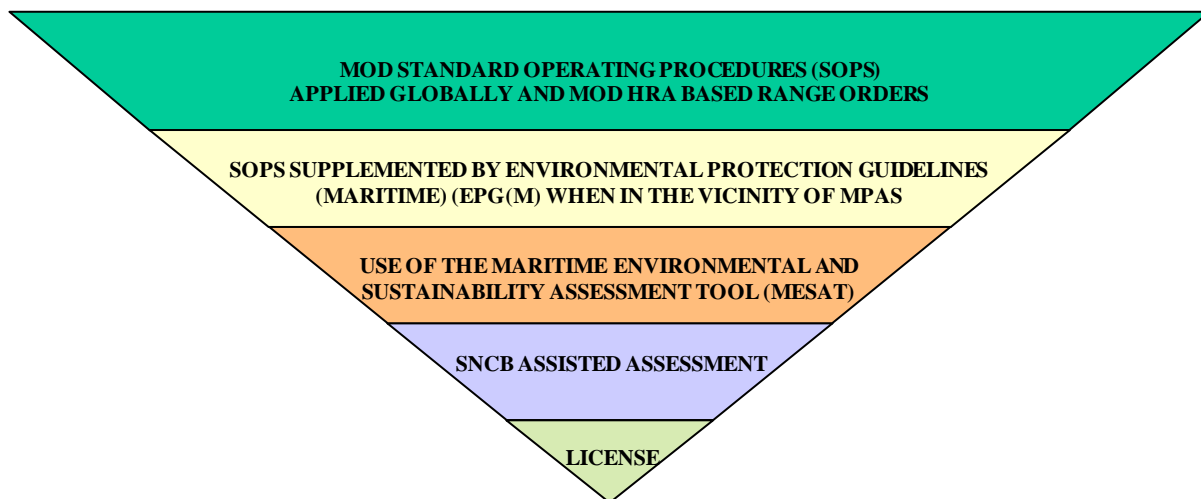 MOD STANDARD OPERATING PROCEDURES (SOPS)
APPLIED GLOBALLY AND MOD HRA BASED RANGE ORDERS
SOPS SUPPLEMENTED BY ENVIRONMENTAL PROTECTION GUIDELINES
(MARITIME) (EPG(M) WHEN IN THE VICINITY OF MPAS
USE OF THE MARITIME ENVIRONMENTAL AND
SUSTAINABILITY ASSESSMENT TOOL (MESAT)
SNCB ASSISTED ASSESSMENT
LICENSE